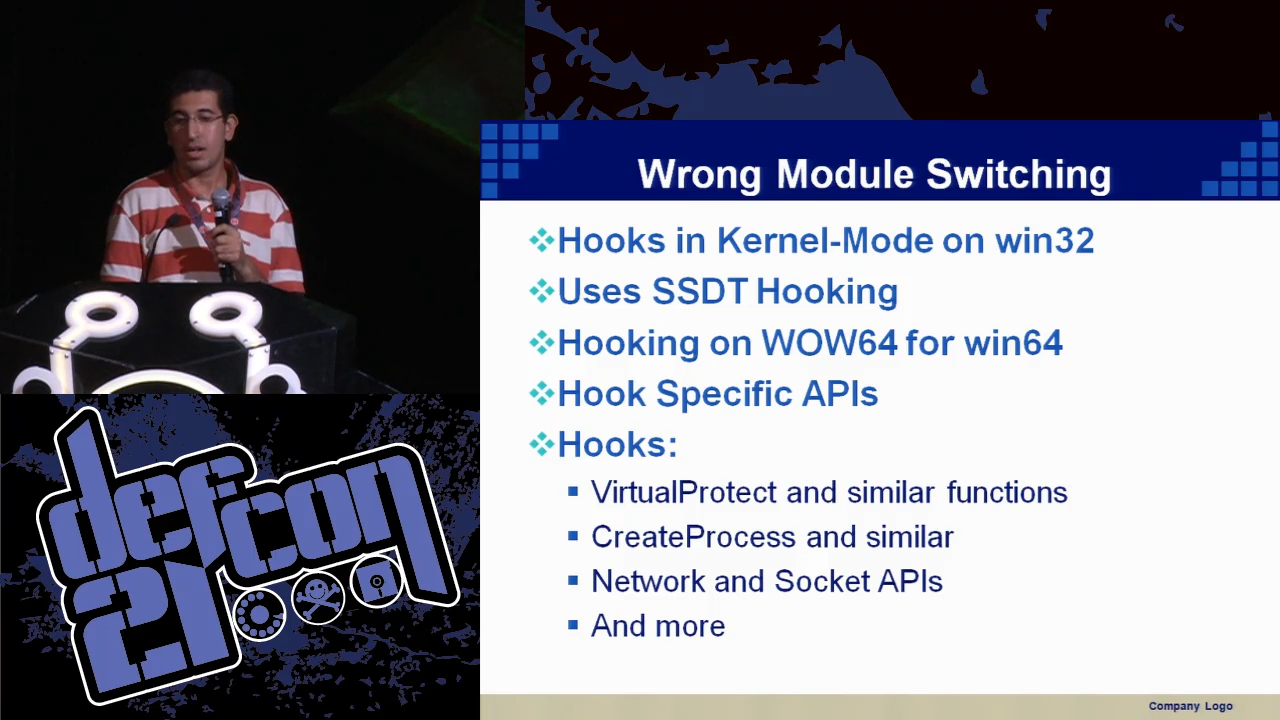 Wrong Module Switching
Hooks in Kernel-Mode on win32
Uses SSDT Hooking
Hooking on WOW64 for win64
Hook Specific APIs
Hooks:
VirtualProtect and similar functions
CreateProcess and similar
Network and Socket APIs
And more
Company Logo
defcon
21